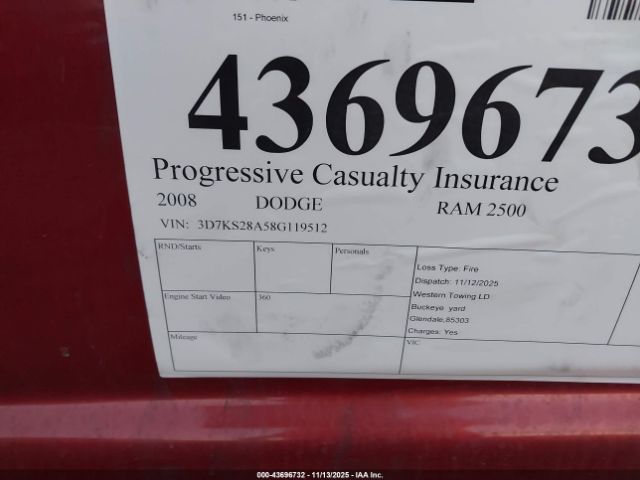 151 - Phoenix
4369673
Progressive Casualty Insurance
2008 DODGE RAM 2500
VIN: 3D7KS28A58G119512
RND/Starts Keys Personals
Loss Type: Fire
Dispatch: 11/12/2025
Western Towing LD
Buckeye yard
Glendale,85303
Charges: Yes
Engine Start Video 360
Mileage VIC
000-43696732 - 11/13/2025 - IAA Inc.